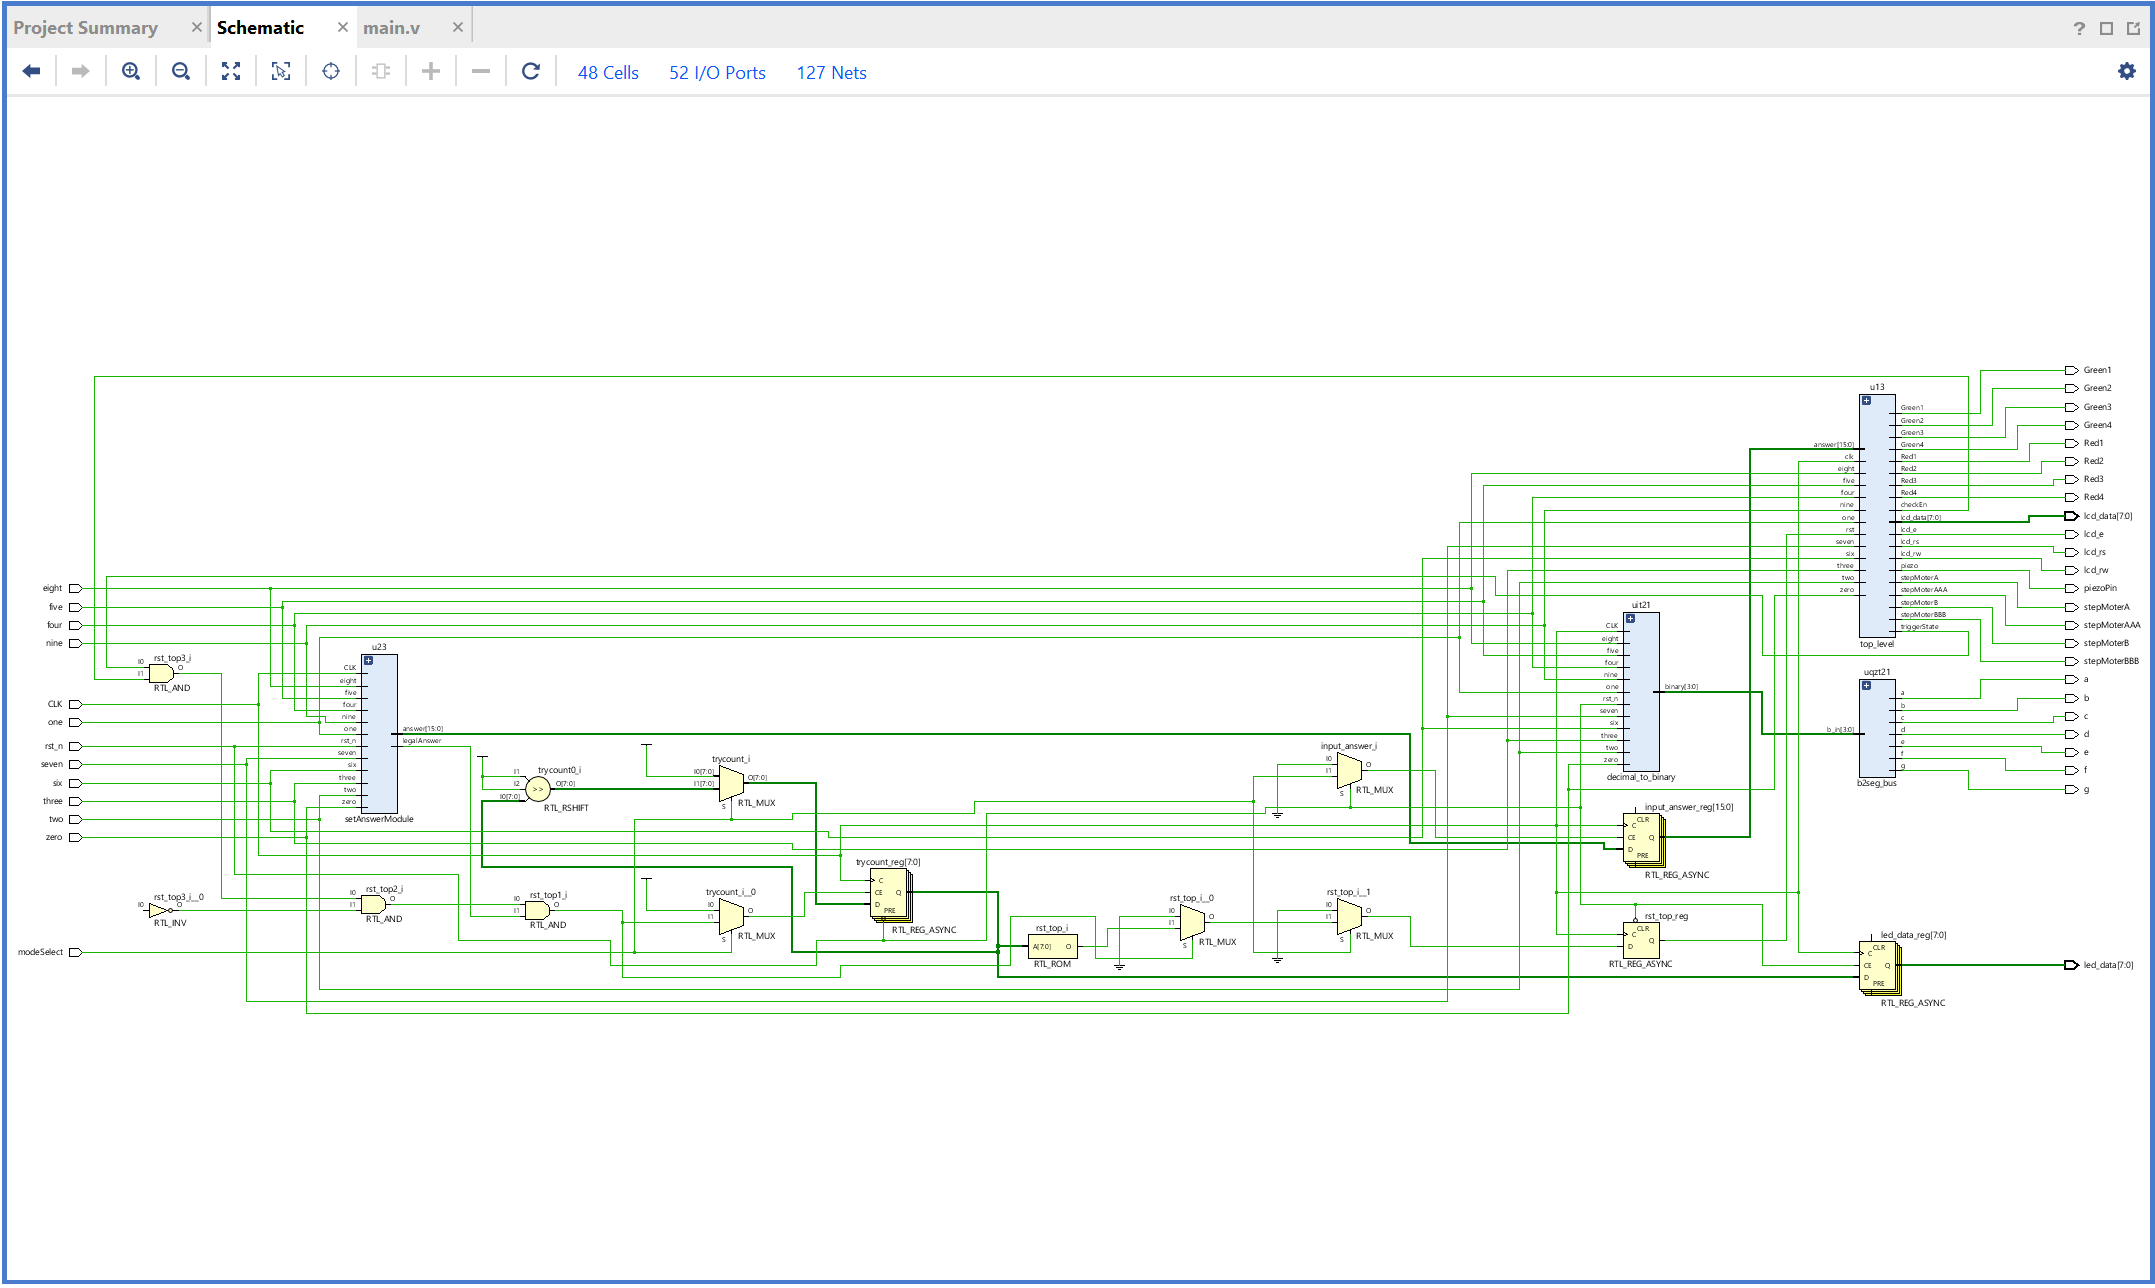 Project Summary
Schematic
main.v
48 Cells
52 I/O Ports
127 Nets
eight
five
four
nine
CLK
one
rst_n
seven
six
three
two
zero
modeSelect
rst_top3_i
I0
I1
O
RTL_AND
rst_top3_i__0
I0
O
RTL_INV
u23
CLK
eight
five
four
nine
one
rst_n
seven
six
three
two
zero
answer[15:0]
legalAnswer
setAnswerModule
rst_top2_i
I0
I1
O
RTL_AND
rst_top1_i
I0
I1
O
RTL_AND
trycount0_i
I1
I2
I0[7:0]
>>
O[7:0]
RTL_RSHIFT
trycount_i
I0[7:0]
I1[7:0]
S
O[7:0]
RTL_MUX
trycount_i__0
I0
I1
S
O
RTL_MUX
trycount_reg[7:0]
C
CE
D
Q
PRE
RTL_REG_ASYNC
rst_top_i
A[7:0]
O
RTL_ROM
rst_top_i__0
I0
I1
S
O
RTL_MUX
input_answer_i
I0
I1
S
O
RTL_MUX
rst_top_i__1
I0
I1
S
O
RTL_MUX
uit21
CLK
eight
five
four
nine
one
rst_n
seven
six
three
two
zero
binary[3:0]
decimal_to_binary
input_answer_reg[15:0]
CLR
C
CE
D
Q
PRE
RTL_REG_ASYNC
rst_top_reg
CLR
C
D
Q
RTL_REG_ASYNC
u13
answer[15:0]
clk
eight
five
four
nine
one
rst
seven
six
three
two
zero
Green1
Green2
Green3
Green4
Red1
Red2
Red3
Red4
checkEn
lcd_data[7:0]
lcd_e
lcd_rs
lcd_rw
piezo
stepMoterA
stepMoterAAA
stepMoterB
stepMoterBBB
triggerState
top_level
uqzt21
b_in[3:0]
a
b
c
d
e
f
g
b2seg_bus
led_data_reg[7:0]
CLR
C
CE
D
Q
PRE
RTL_REG_ASYNC
Green1
Green2
Green3
Green4
Red1
Red2
Red3
Red4
lcd_data[7:0]
lcd_e
lcd_rs
lcd_rw
piezoPin
stepMoterA
stepMoterAAA
stepMoterB
stepMoterBBB
a
b
c
d
e
f
g
led_data[7:0]